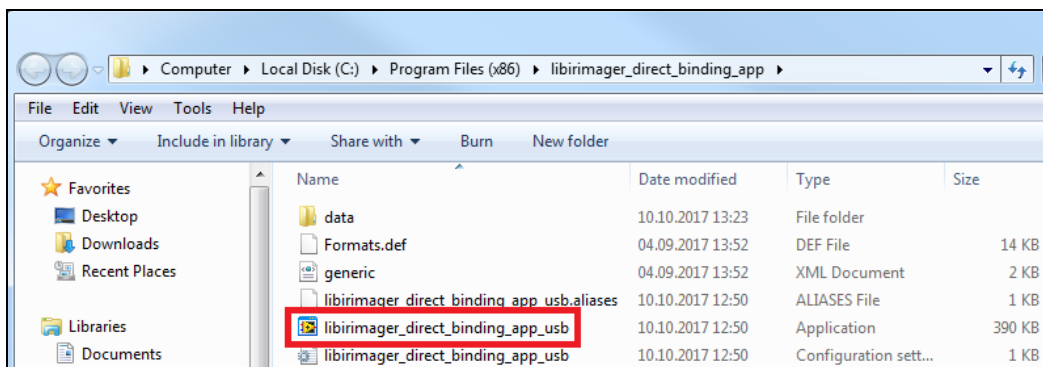 Computer Local Disk (C:) Program Files (x86) libirimager_direct_binding_app
File Edit View Tools Help
Organize Include in library Share with Burn New folder
Favorites
Desktop
Downloads
Recent Places
Libraries
Documents
Name Date modified Type Size
data 10.10.2017 13:23 File folder
Formats.def 04.09.2017 13:52 DEF File 14 KB
generic 04.09.2017 13:52 XML Document 2 KB
libirimager_direct_binding_app_usb.aliases 10.10.2017 12:50 ALIASES File 1 KB
libirimager_direct_binding_app_usb 10.10.2017 12:50 Application 390 KB
libirimager_direct_binding_app_usb 10.10.2017 12:50 Configuration sett... 1 KB